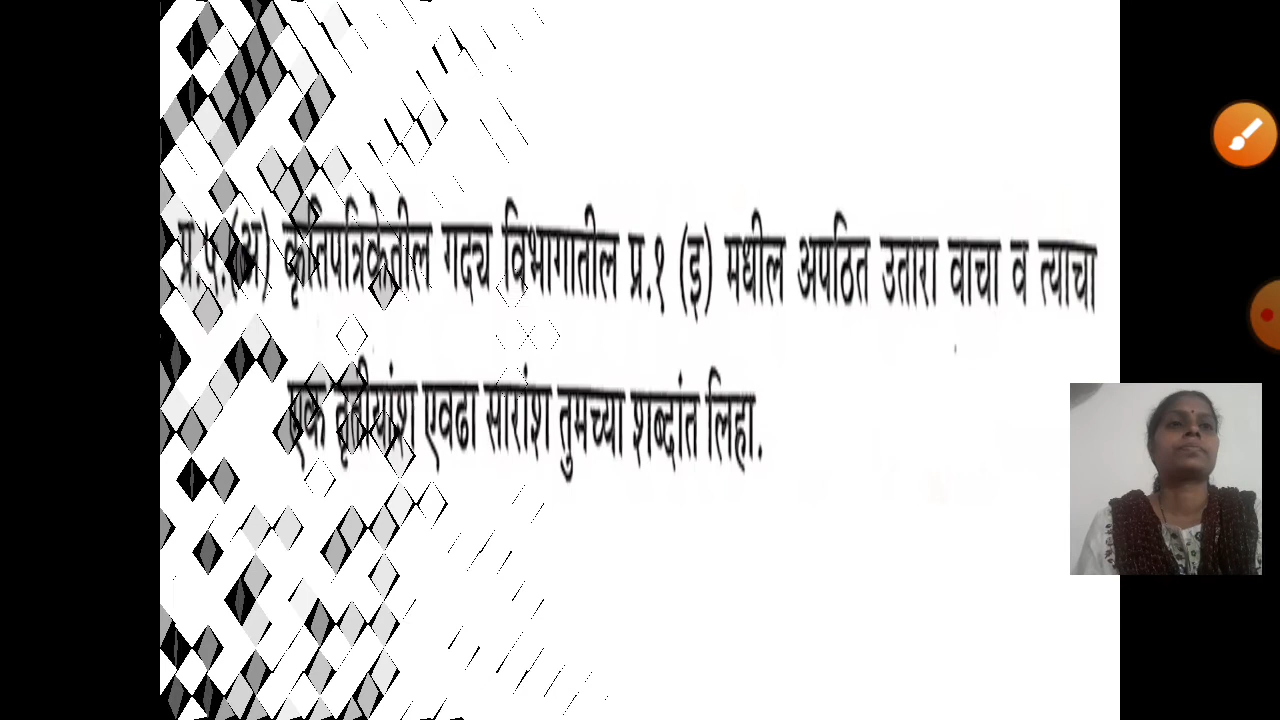 प्र.५.(अ) कृतिपत्रिकेतील गद्य विभागातील प्र.१ (इ) मधील अपठित उतारा वाचा व त्याचा
एक तृतीयांश एवढा सारांश तुमच्या शब्दांत लिहा.